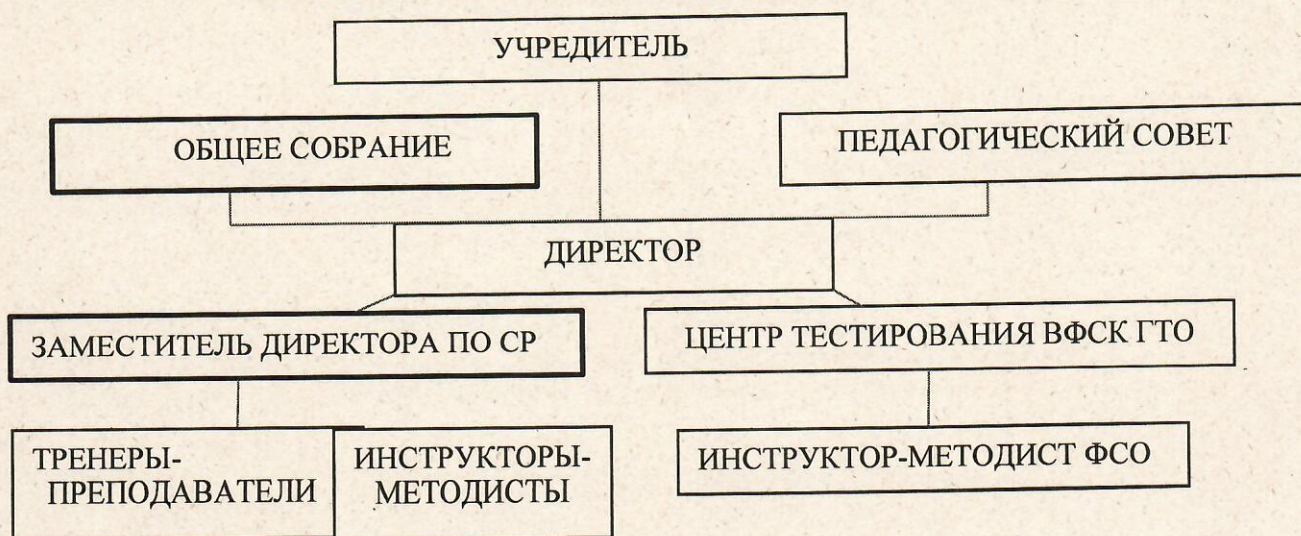 УЧРЕДИТЕЛЬ
ОБЩЕЕ СОБРАНИЕ
ПЕДАГОГИЧЕСКИЙ СОВЕТ
ДИРЕКТОР
ЗАМЕСТИТЕЛЬ ДИРЕКТОРА ПО СР
ЦЕНТР ТЕСТИРОВАНИЯ ВФСК ГТО
ТРЕНЕРЫ-
ПРЕПОДАВАТЕЛИ
ИНСТРУКТОРЫ-
МЕТОДИСТЫ
ИНСТРУКТОР-МЕТОДИСТ ФСО